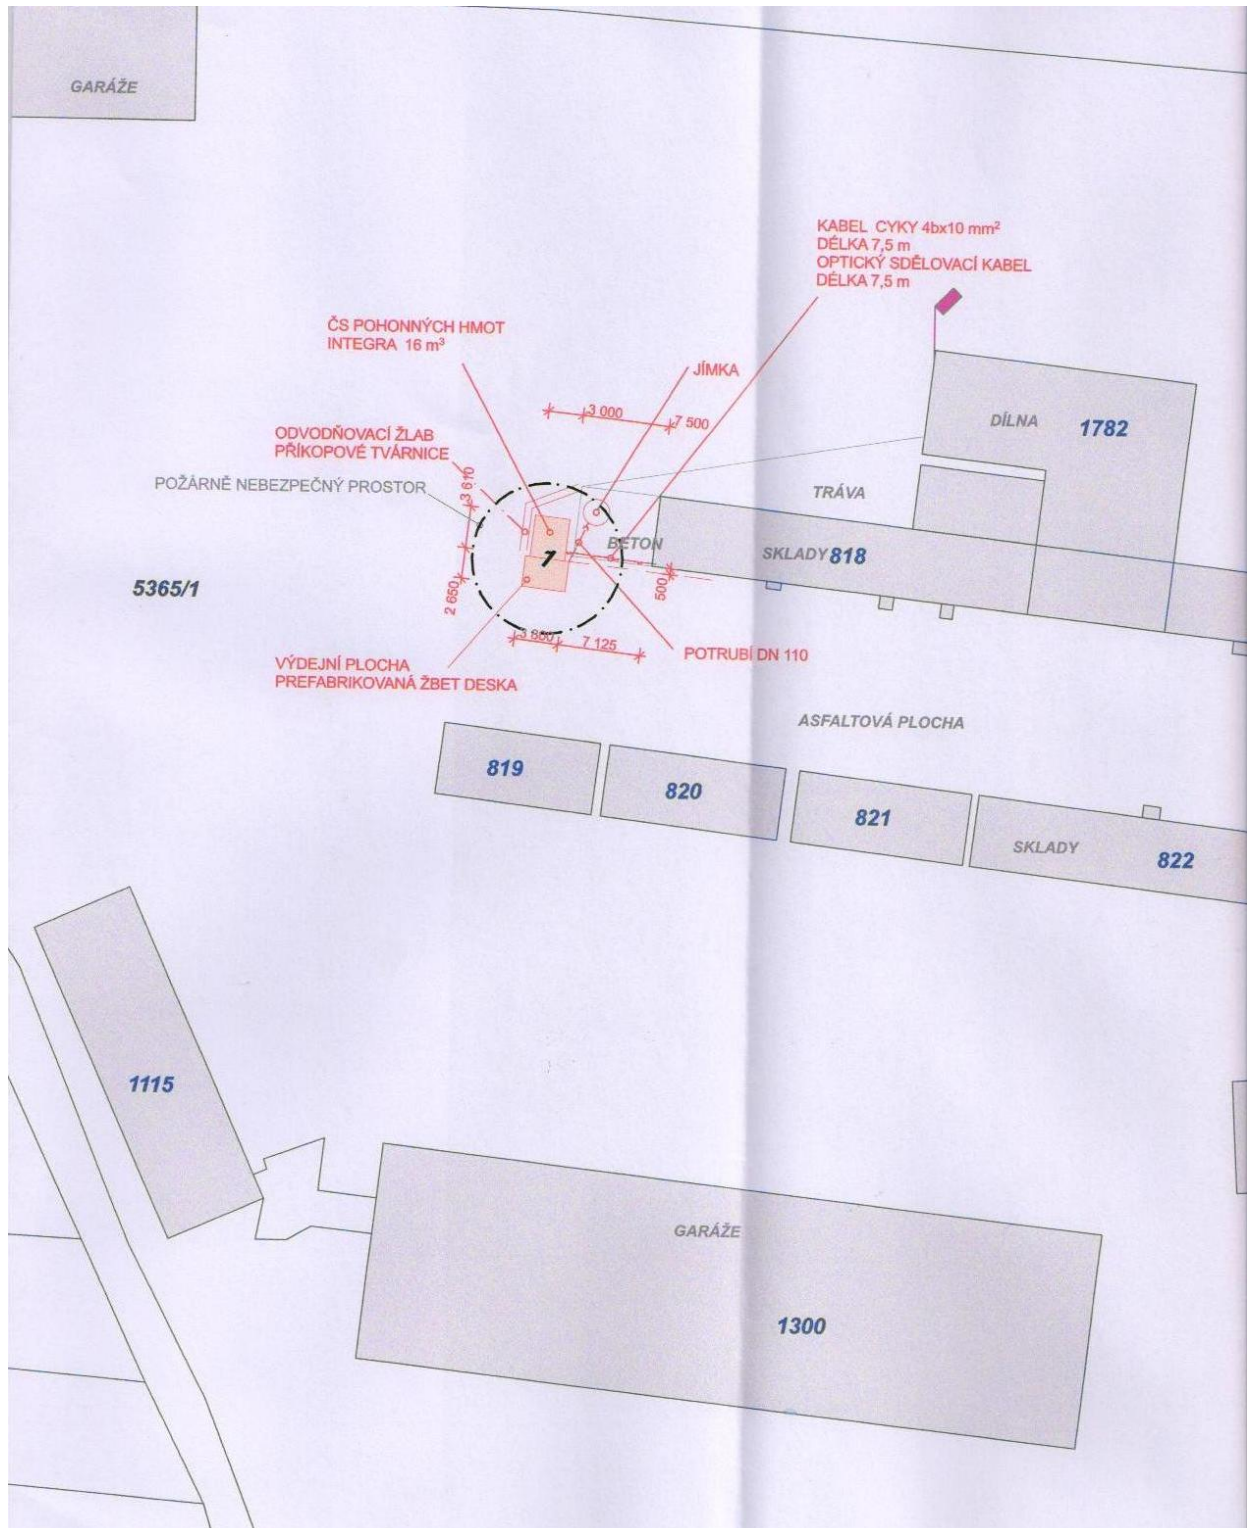 GARÁŽE
KABEL CYKY 4bx10 mm²
DÉLKA 7,5 m
OPTICKÝ SDĚLOVACÍ KABEL
DÉLKA 7,5 m
ČS POHONNÝCH HMOT
INTEGRA 16 m³
JÍMKA
3 000
7 500
DÍLNA
1782
ODVODŇOVACÍ ŽLAB
PŘÍKOPOVÉ TVÁRNICE
3 610
POŽÁRNĚ NEBEZPEČNÝ PROSTOR
TRÁVA
BETON
SKLADY 818
1
5365/1
2 650
500
3 800
7 125
POTRUBÍ DN 110
VÝDEJNÍ PLOCHA
PREFABRIKOVANÁ ŽBET DESKA
ASFALTOVÁ PLOCHA
819
820
821
SKLADY
822
1115
GARÁŽE
1300